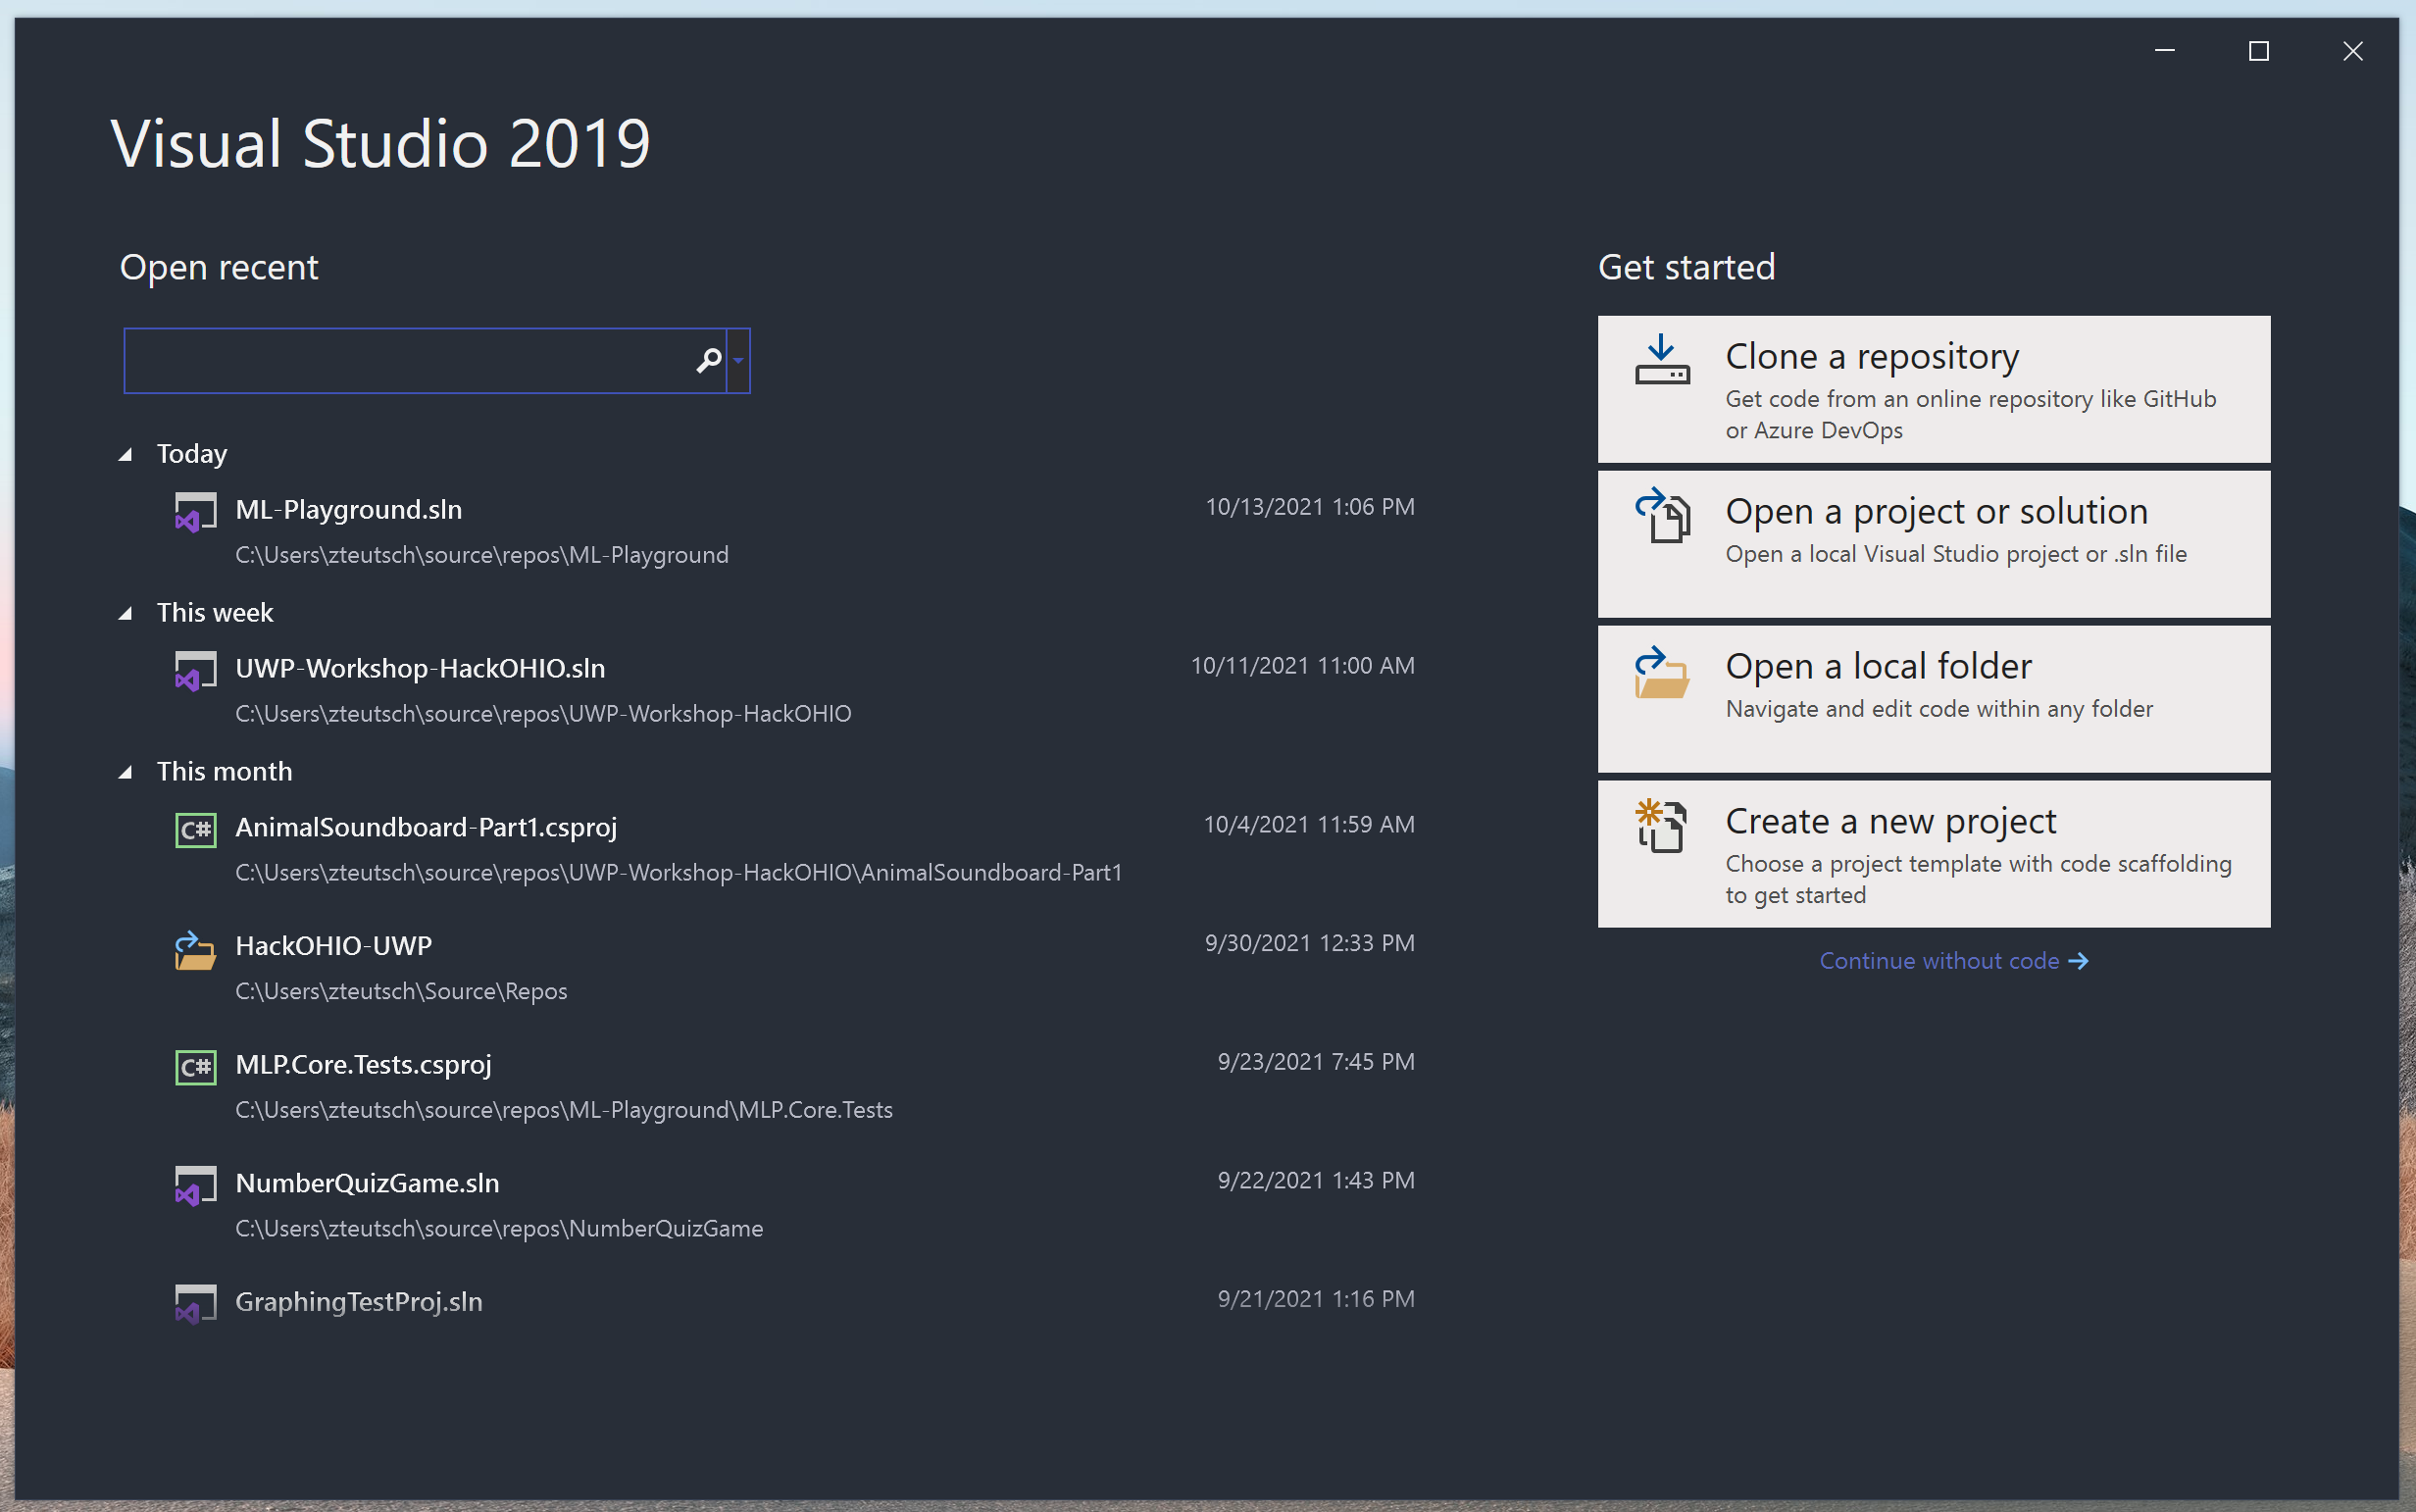 Visual Studio 2019
Open recent
Today
ML-Playground.sln 10/13/2021 1:06 PM
C:\Users\zteutsch\source\repos\ML-Playground
This week
UWP-Workshop-HackOHIO.sln 10/11/2021 11:00 AM
C:\Users\zteutsch\source\repos\UWP-Workshop-HackOHIO
This month
C# AnimalSoundboard-Part1.csproj 10/4/2021 11:59 AM
C:\Users\zteutsch\source\repos\UWP-Workshop-HackOHIO\AnimalSoundboard-Part1
HackOHIO-UWP 9/30/2021 12:33 PM
C:\Users\zteutsch\Source\Repos
C# MLP.Core.Tests.csproj 9/23/2021 7:45 PM
C:\Users\zteutsch\source\repos\ML-Playground\MLP.Core.Tests
NumberQuizGame.sln 9/22/2021 1:43 PM
C:\Users\zteutsch\source\repos\NumberQuizGame
GraphingTestProj.sln 9/21/2021 1:16 PM
Get started
Clone a repository
Get code from an online repository like GitHub
or Azure DevOps
Open a project or solution
Open a local Visual Studio project or .sln file
Open a local folder
Navigate and edit code within any folder
Create a new project
Choose a project template with code scaffolding
to get started
Continue without code